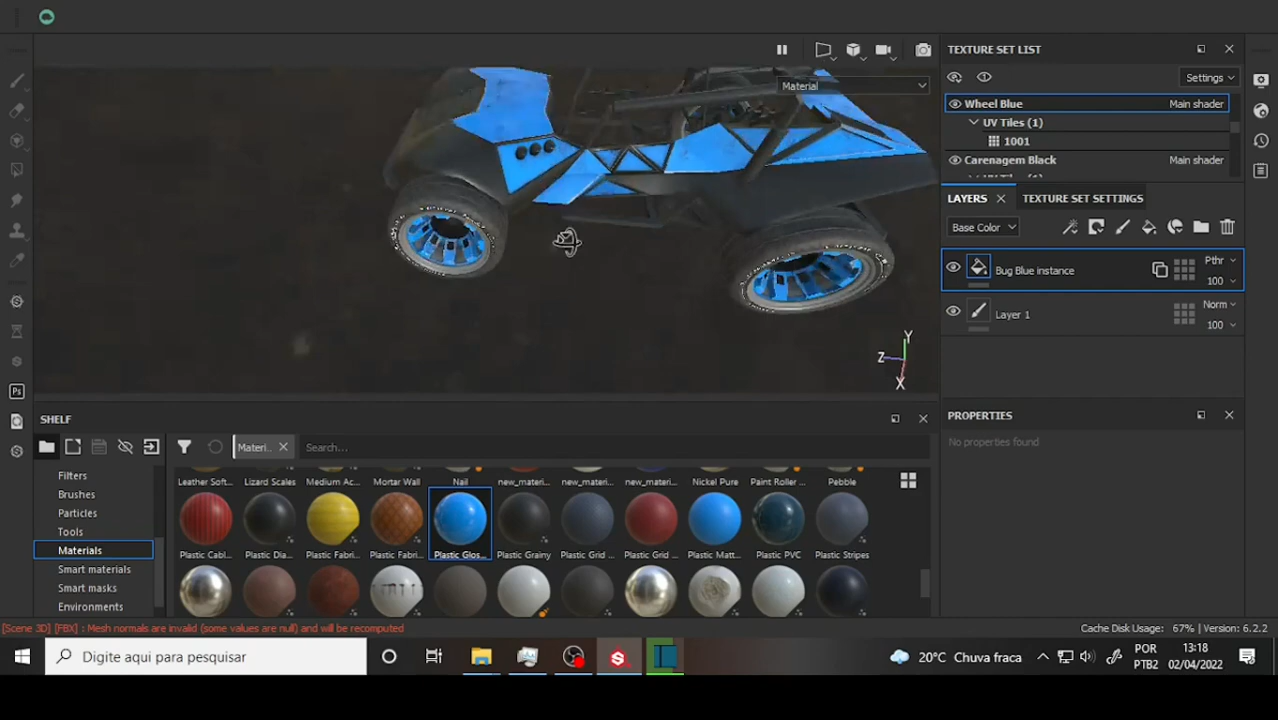 TEXTURE SET LIST
Material
Settings
Wheel Blue Main shader
UV Tiles (1)
1001
Carenagem Black Main shader
LAYERS TEXTURE SET SETTINGS
Base Color
Bug Blue instance Pthr
100
Layer 1 Norm
100
Y
Z
X
SHELF
PROPERTIES
No properties found
Materi..
Search...
Filters
Brushes
Particles
Tools
Materials
Smart materials
Smart masks
Environments
Leather Soft... Lizard Scales Medium Ac... Mortar Wall Nail new_materi... new_materi... new_materi... Nickel Pure Paint Roller ... Pebble
Plastic Cabl... Plastic Dia... Plastic Fabri... Plastic Fabri... Plastic Glos... Plastic Grainy Plastic Grid ... Plastic Grid ... Plastic Matt... Plastic PVC Plastic Stripes
[Scene 3D] [FBX] : Mesh normals are invalid (some values are null) and will be recomputed
Cache Disk Usage: 67% | Version: 6.2.2
Ps
Digite aqui para pesquisar
20°C Chuva fraca
POR
PTB2
13:18
02/04/2022